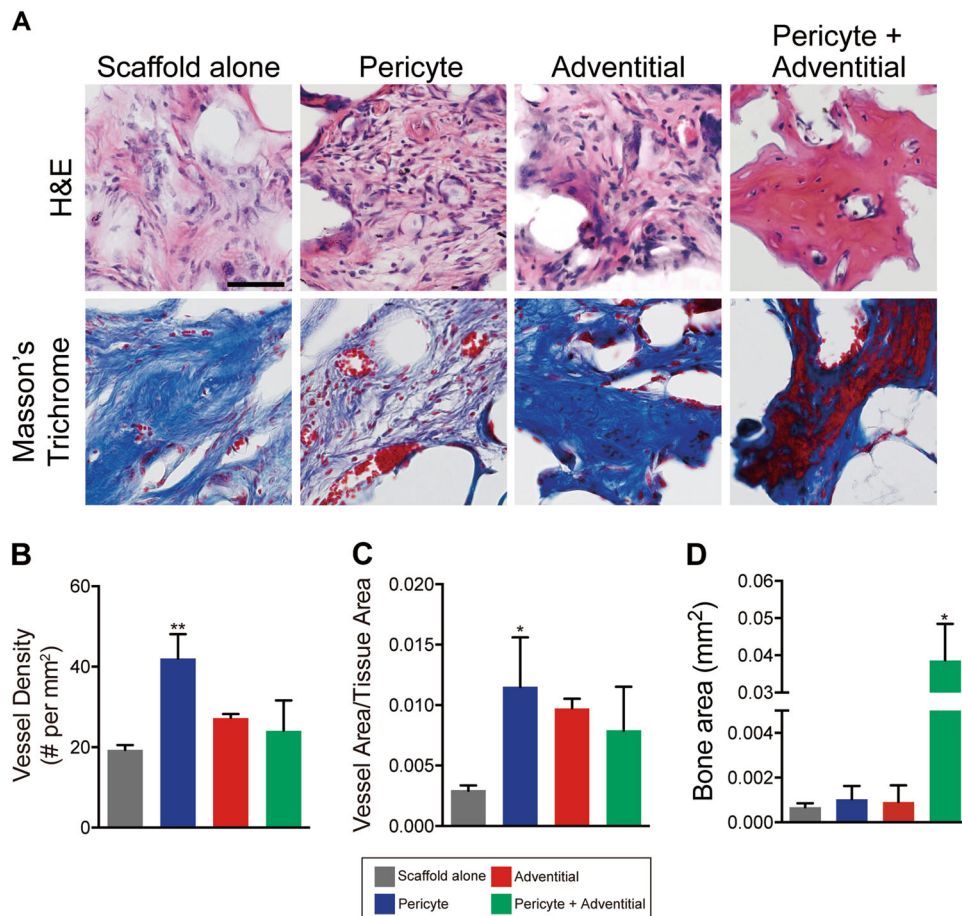 A
Scaffold alone
Pericyte
Adventitial
Pericyte +
Adventitial
H&E
Masson's
Trichrome
B
Vessel Density
(# per mm²)
60
40
20
0
**
C
Vessel Area/Tissue Area
0.020
0.015
0.010
0.005
0.000
*
D
Bone area (mm²)
0.06
0.05
0.04
0.03
0.004
0.002
0.000
*
Scaffold alone
Adventitial
Pericyte
Pericyte + Adventitial